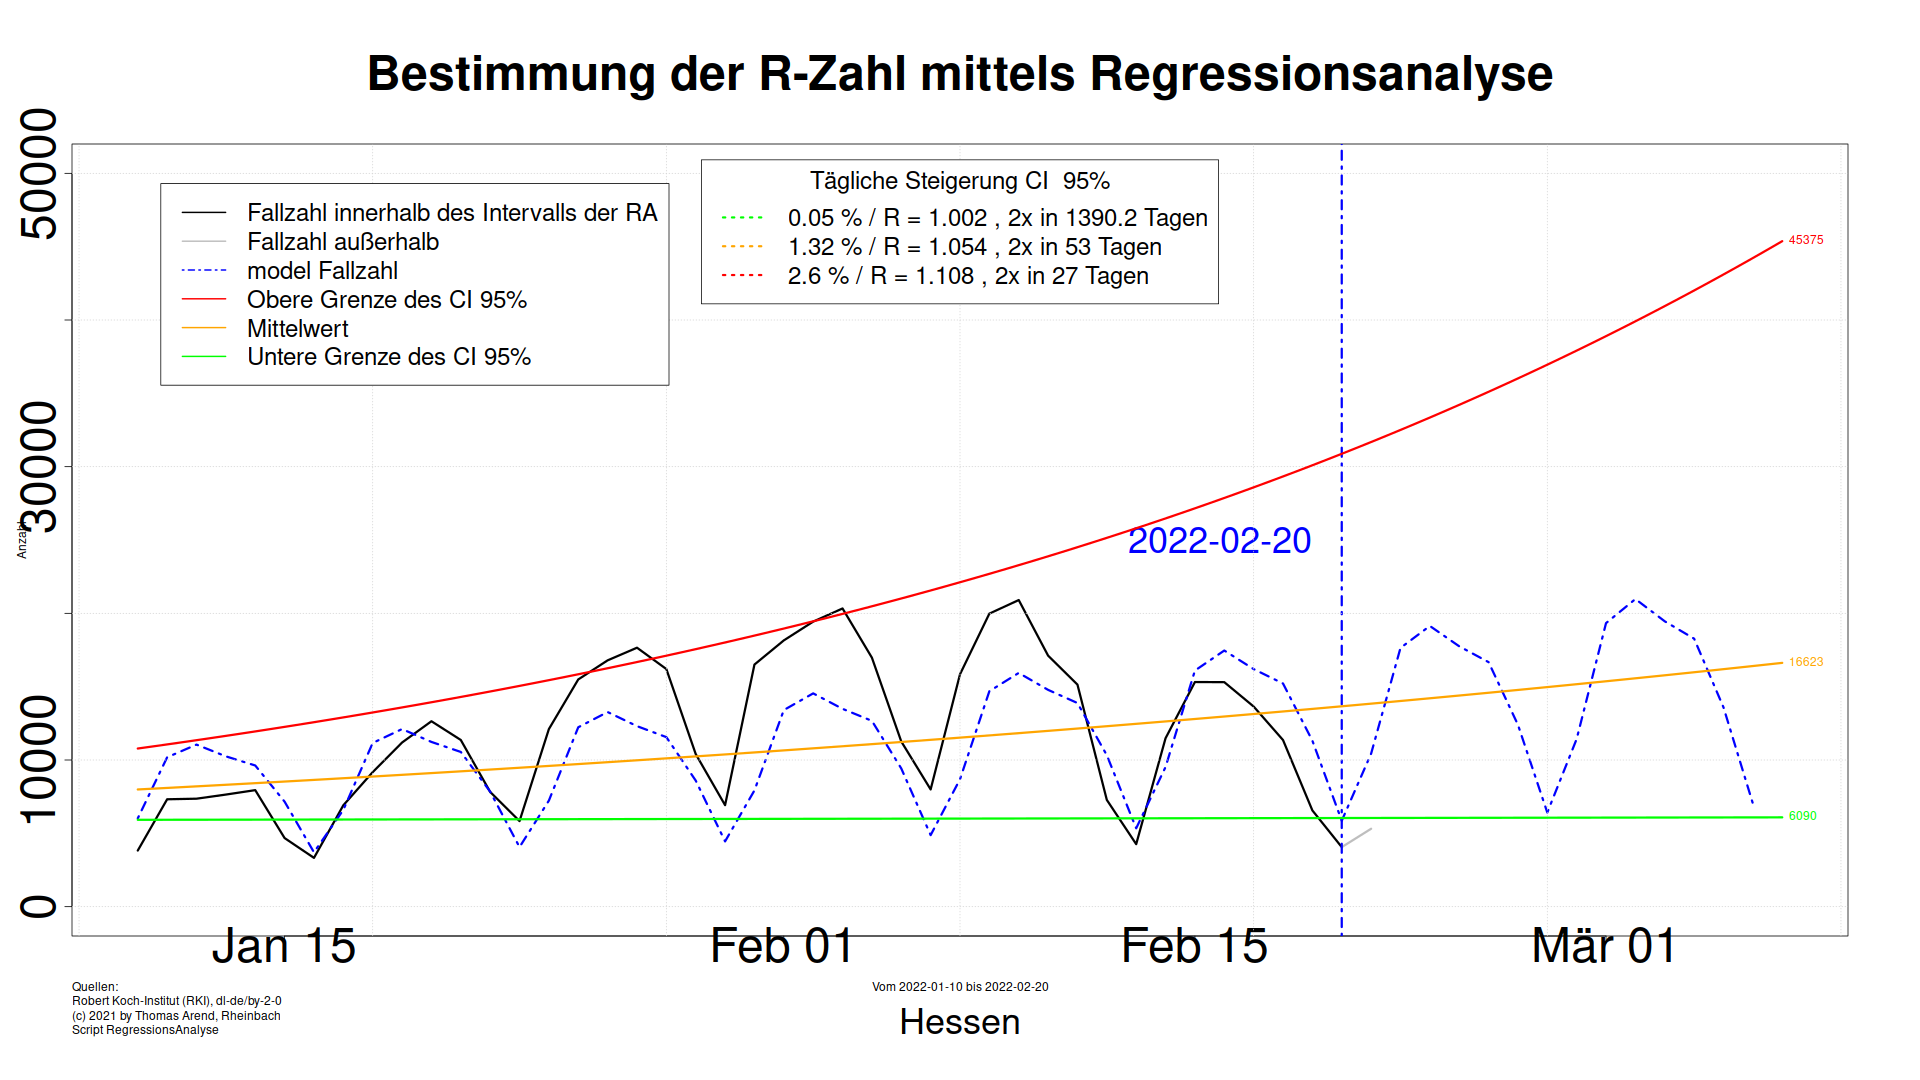 Bestimmung der R-Zahl mittels Regressionsanalyse
50000
30000
10000
0
Anzahl
Fallzahl innerhalb des Intervalls der RA
Fallzahl außerhalb
model Fallzahl
Obere Grenze des CI 95%
Mittelwert
Untere Grenze des CI 95%
Tägliche Steigerung CI  95%
0.05 % / R = 1.002 , 2x in 1390.2 Tagen
1.32 % / R = 1.054 , 2x in 53 Tagen
2.6 % / R = 1.108 , 2x in 27 Tagen
45375
2022-02-20
16623
6090
Jan 15
Feb 01
Feb 15
Mär 01
Quellen:
Robert Koch-Institut (RKI), dl-de/by-2-0
(c) 2021 by Thomas Arend, Rheinbach
Script RegressionsAnalyse
Vom 2022-01-10 bis 2022-02-20
Hessen